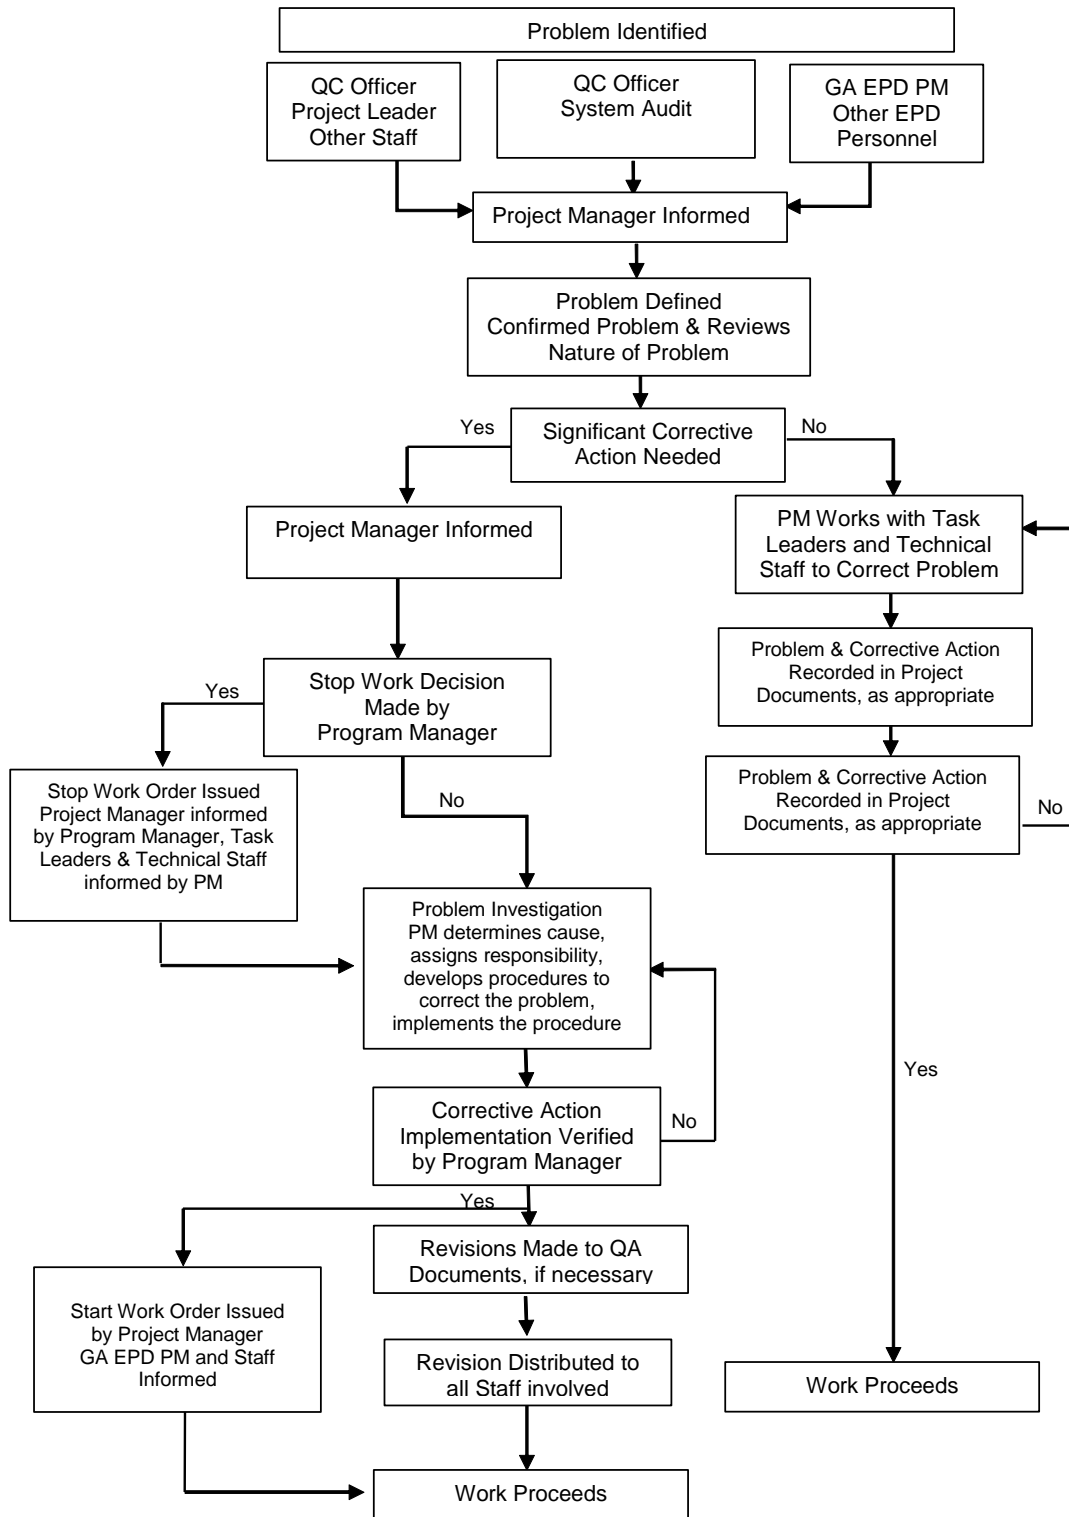 Problem Identified
QC Officer
Project Leader
Other Staff
QC Officer
System Audit
GA EPD PM
Other EPD
Personnel
Project Manager Informed
Problem Defined
Confirmed Problem & Reviews
Nature of Problem
Yes
Significant Corrective
Action Needed
No
Project Manager Informed
PM Works with Task
Leaders and Technical
Staff to Correct Problem
Problem & Corrective Action
Recorded in Project
Documents, as appropriate
Yes
Stop Work Decision
Made by
Program Manager
Stop Work Order Issued
Project Manager informed
by Program Manager, Task
Leaders & Technical Staff
informed by PM
No
Problem & Corrective Action
Recorded in Project
Documents, as appropriate
No
Problem Investigation
PM determines cause,
assigns responsibility,
develops procedures to
correct the problem,
implements the procedure
Yes
Corrective Action
Implementation Verified
by Program Manager
No
Yes
Revisions Made to QA
Documents, if necessary
Start Work Order Issued
by Project Manager
GA EPD PM and Staff
Informed
Revision Distributed to
all Staff involved
Work Proceeds
Work Proceeds